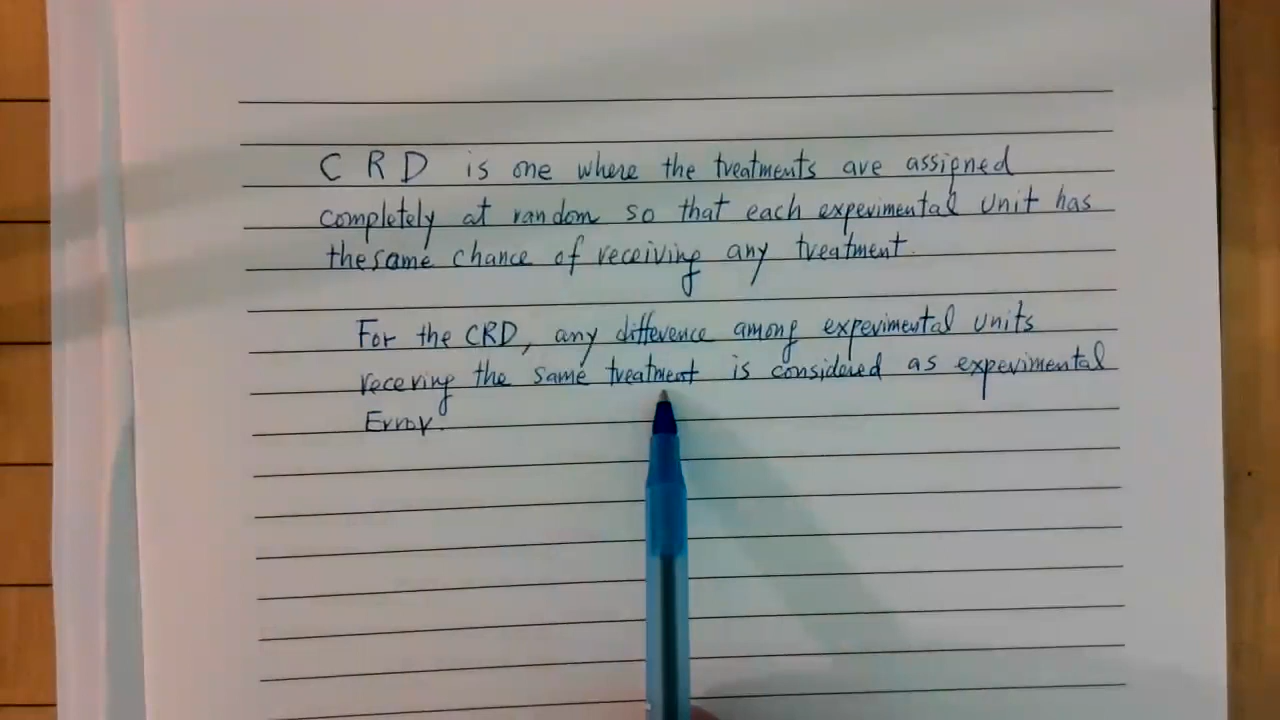 C R D is one where the treatments are assigned
completely at random so that each experimental unit has
the same chance of receiving any treatment.
For the CRD, any difference among experimental units
recering the same treatment is considered as experimental
Error.